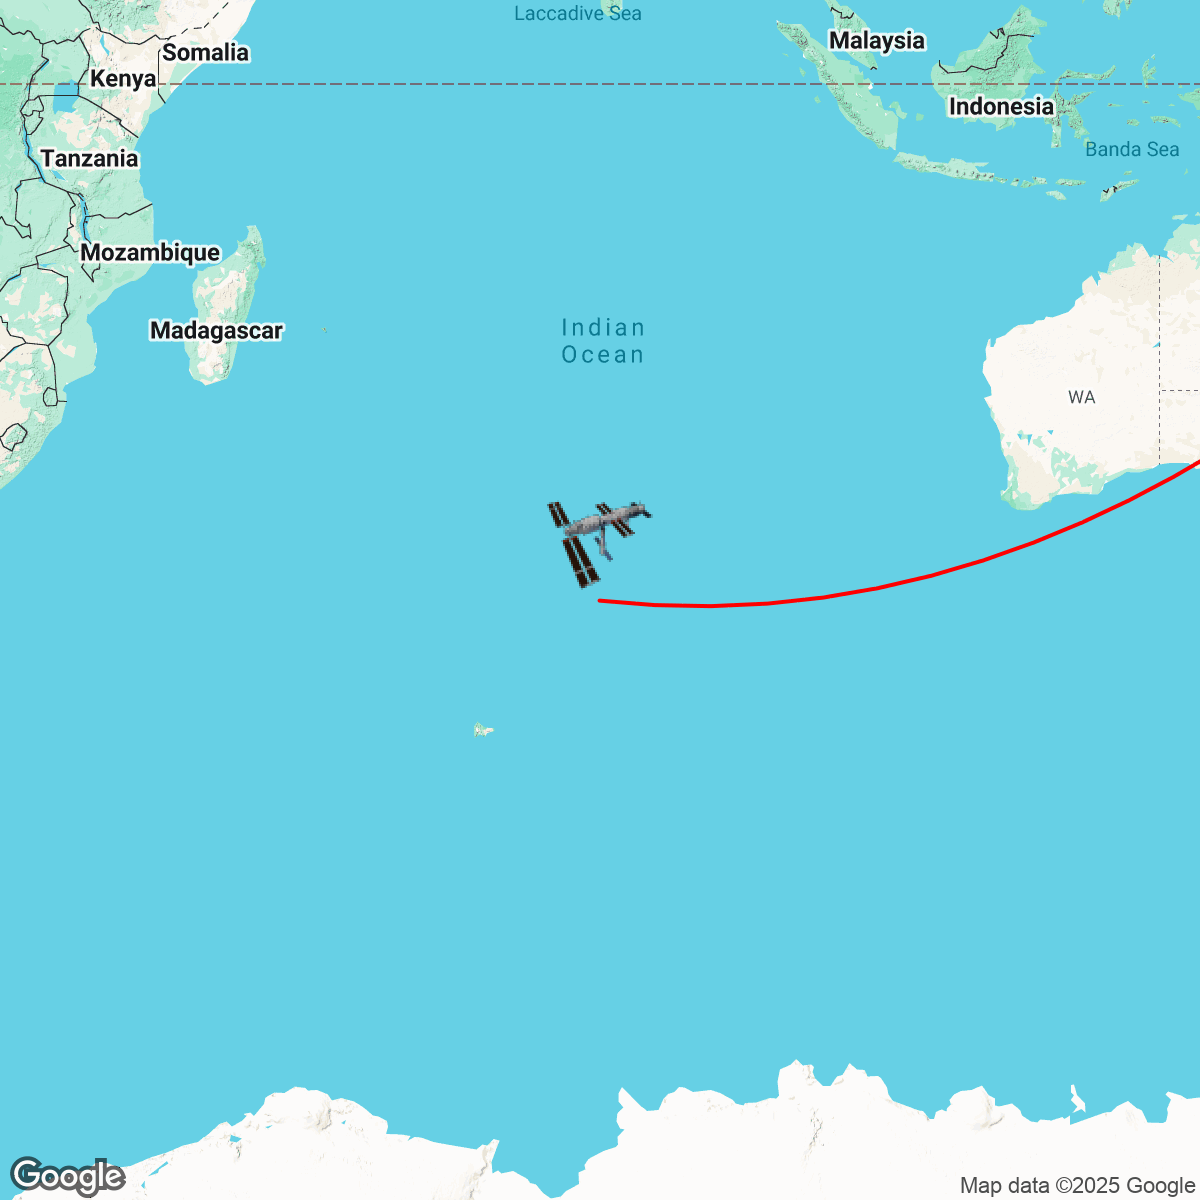 Laccadive Sea
Malaysia
Somalia
Kenya
Indonesia
Banda Sea
Tanzania
Mozambique
Madagascar
Indian
Ocean
WA
Google
Map data ©2025 Google